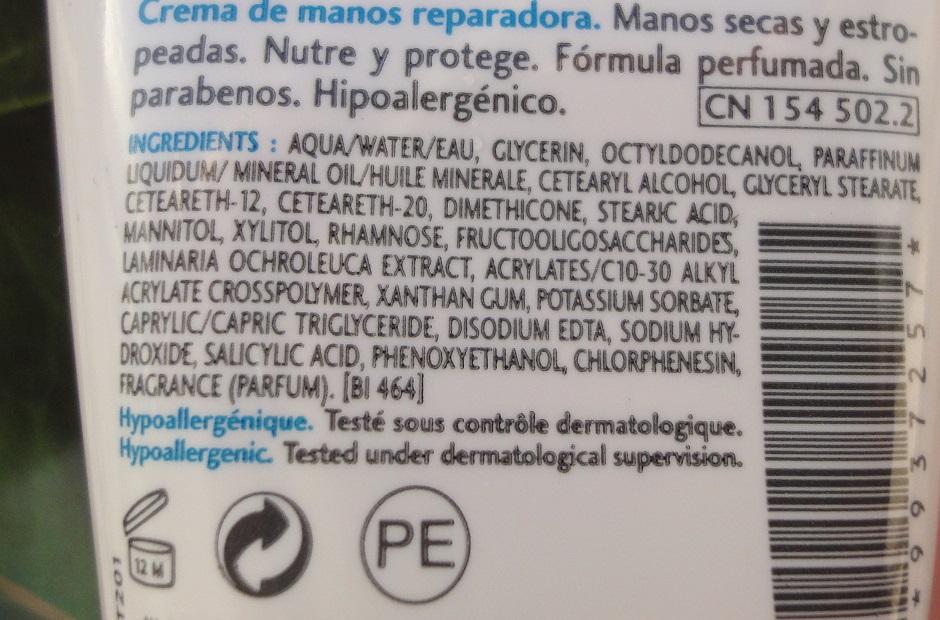 Crema de manos reparadora. Manos secas y estro-
peadas. Nutre y protege. Fórmula perfumada. Sin
parabenos. Hipoalergénico.
CN 154 502.2
INGREDIENTS : AQUA/WATER/EAU, GLYCERIN, OCTYLDODECANOL, PARAFFINUM
LIQUIDUM/ MINERAL OIL/HUILE MINERALE, CETEARYL ALCOHOL, GLYCERYL STEARATE,
CETEARETH-12, CETEARETH-20, DIMETHICONE, STEARIC ACID,
MANNITOL, XYLITOL, RHAMNOSE, FRUCTOOLIGOSACCHARIDES,
LAMINARIA OCHROLEUCA EXTRACT, ACRYLATES/C10-30 ALKYL
ACRYLATE CROSSPOLYMER, XANTHAN GUM, POTASSIUM SORBATE,
CAPRYLIC/CAPRIC TRIGLYCERIDE, DISODIUM EDTA, SODIUM HY-
DROXIDE, SALICYLIC ACID, PHENOXYETHANOL, CHLORPHENESIN,
FRAGRANCE (PARFUM). [BI 464]
Hypoallergénique. Testé sous contrôle dermatologique.
Hypoallergenic. Tested under dermatological supervision.
12 M
PE
*9937257*